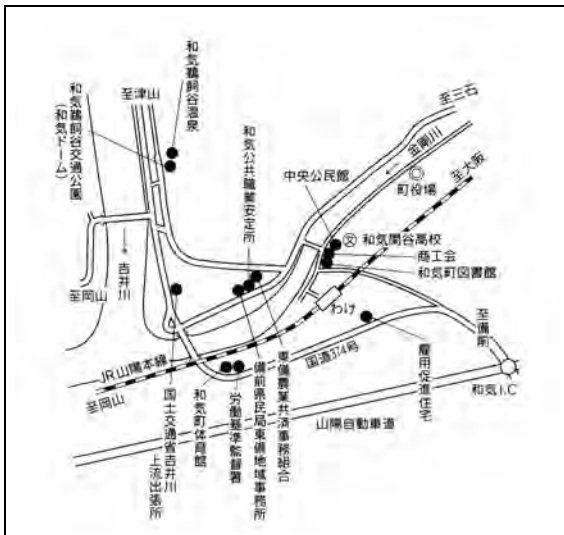 和気鵜飼谷温泉
和気鵜飼谷交通公園
(和気ドーム)
至津山
和気公共職業安定所
至三石
金剛川
至大阪
中央公民館
町役場
文
和気閑谷高校
商工会
和気町図書館
至岡山
吉井川
わけ
至備前
国道374号
雇用促進住宅
JR山陽本線
至岡山
和気I.C
山陽自動車道
国土交通省吉井川
上流出張所
和気町体育館
労働基準監督署
備前県民局東備地域事務所
東備農業共済事務組合